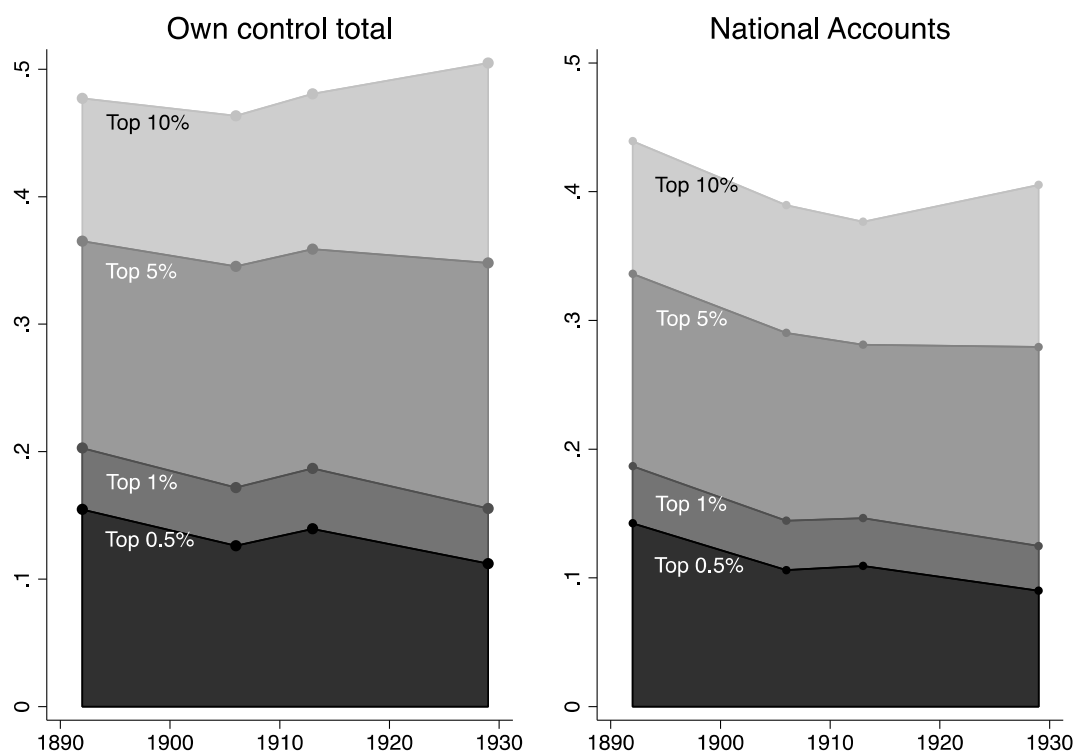 Own control total
.5
.4
.3
.2
.1
0
Top 10%
Top 5%
Top 1%
Top 0.5%
1890 1900 1910 1920 1930
National Accounts
.5
.4
.3
.2
.1
0
Top 10%
Top 5%
Top 1%
Top 0.5%
1890 1900 1910 1920 1930